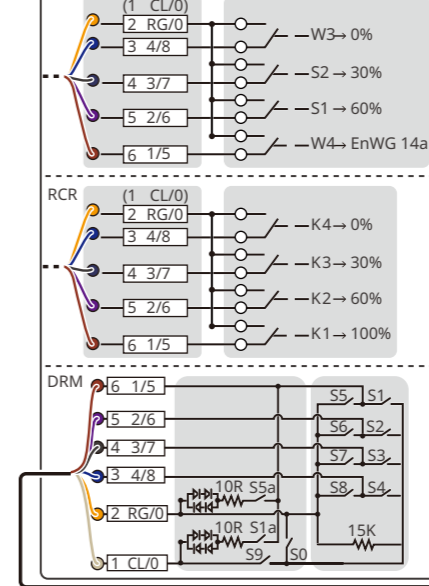 (1 CL/0)
2 RG/0
3 4/8
W3→ 0%
4 3/7
S2 → 30%
5 2/6
S1 → 60%
6 1/5
W4→ EnWG 14a
RCR
(1 CL/0)
2 RG/0
3 4/8
K4→ 0%
4 3/7
K3→ 30%
5 2/6
K2→ 60%
6 1/5
K1→ 100%
DRM
6 1/5
S5 S1
5 2/6
S6 S2
4 3/7
S7 S3
3 4/8
10R S5a
S8 S4
2 RG/0
10R S1a
15K
1 CL/0
S9 S0